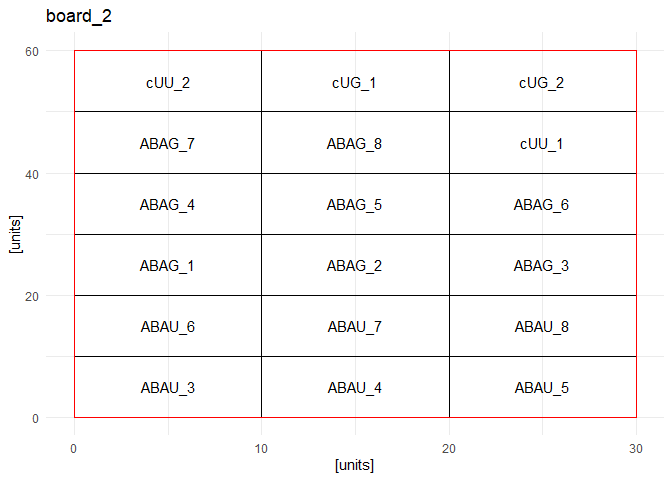 board_2
60
cUU_2 cUG_1 cUG_2
ABAG_7 ABAG_8 cUU_1
40
ABAG_4 ABAG_5 ABAG_6
[units]
ABAG_1 ABAG_2 ABAG_3
20
ABAU_6 ABAU_7 ABAU_8
ABAU_3 ABAU_4 ABAU_5
0
0 10 20 30
[units]